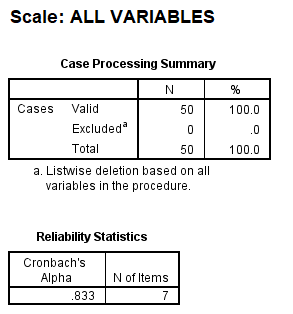 Scale: ALL VARIABLES
Case Processing Summary
N %
Cases Valid 50 100.0
Excludedª 0 .0
Total 50 100.0
a. Listwise deletion based on all
variables in the procedure.
Reliability Statistics
Cronbach's
Alpha N of Items
.833 7